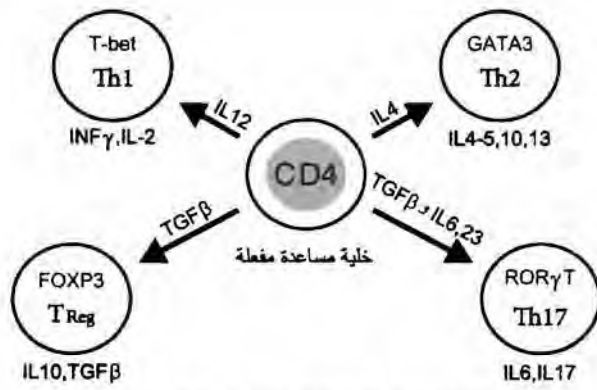 T-bet
Th1
INFγ,IL-2
IL12
GATA3
Th2
IL4-5,10,13
IL4
CD4
خلية مساعدة مفعلة
TGFβ
FOXP3
TReg
IL10,TGFβ
TGFβ و IL6,23
RORγT
Th17
IL6,IL17